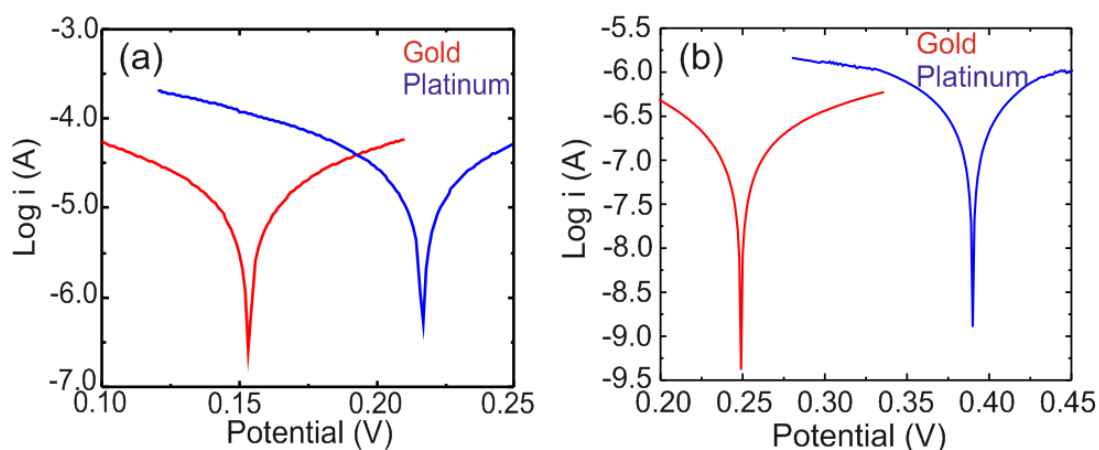 (a)
Gold
Platinum
Log i (A)
-3.0
-4.0
-5.0
-6.0
-7.0
0.10
0.15
0.20
0.25
Potential (V)
(b)
Gold
Platinum
Log i (A)
-5.5
-6.0
-6.5
-7.0
-7.5
-8.0
-8.5
-9.0
-9.5
0.20
0.25
0.30
0.35
0.40
0.45
Potential (V)